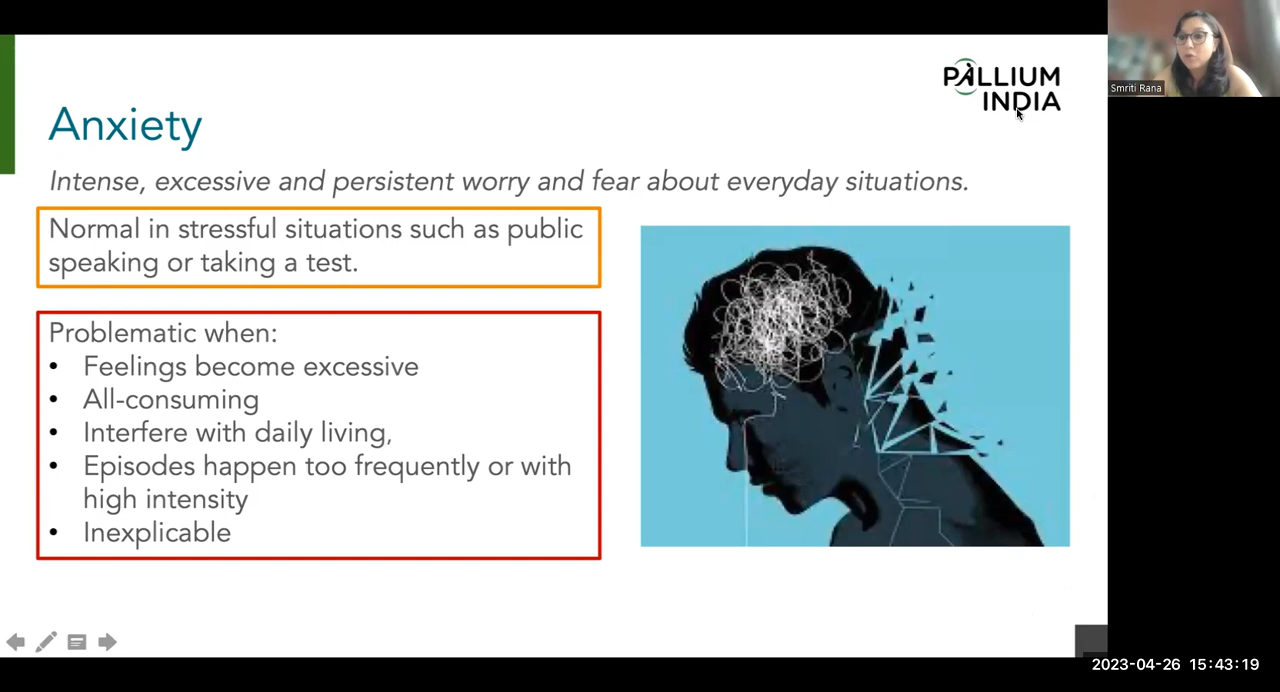 PALLIUM
INDIA
Smriti Rana
Anxiety
Intense, excessive and persistent worry and fear about everyday situations.
Normal in stressful situations such as public
speaking or taking a test.
Problematic when:
• Feelings become excessive
• All-consuming
• Interfere with daily living,
• Episodes happen too frequently or with
high intensity
• Inexplicable
2023-04-26 15:43:19